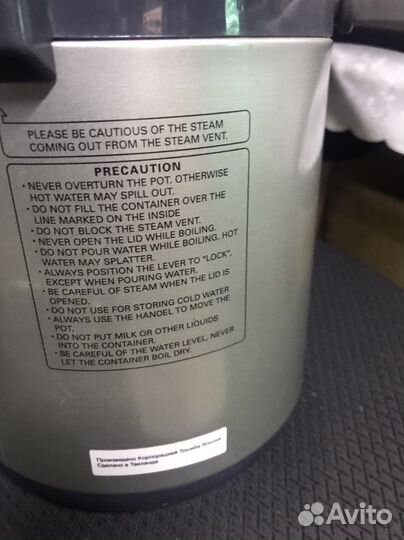 PLEASE BE CAUTIOUS OF THE STEAM
COMING OUT FROM THE STEAM VENT.
PRECAUTION
• NEVER OVERTURN THE POT. OTHERWISE
HOT WATER MAY SPILL OUT.
• DO NOT FILL THE CONTAINER OVER THE
LINE MARKED ON THE INSIDE
• DO NOT BLOCK THE STEAM VENT.
• NEVER OPEN THE LID WHILE BOILING.
• DO NOT POUR WATER WHILE BOILING. HOT
WATER MAY SPLATTER.
• ALWAYS POSITION THE LEVER TO “LOCK”,
EXCEPT WHEN POURING WATER.
• BE CAREFUL OF STEAM WHEN THE LID IS
OPENED.
• DO NOT USE FOR STORING COLD WATER
• ALWAYS USE THE HANDEL TO MOVE THE
POT.
• DO NOT PUT MILK OR OTHER LIQUIDS
INTO THE CONTAINER.
• BE CAREFUL OF THE WATER LEVEL, NEVER
LET THE CONTAINER BOIL DRY.
Произведено Корпорацией Тошиба Япония
Сделано в Таиланде
Avito